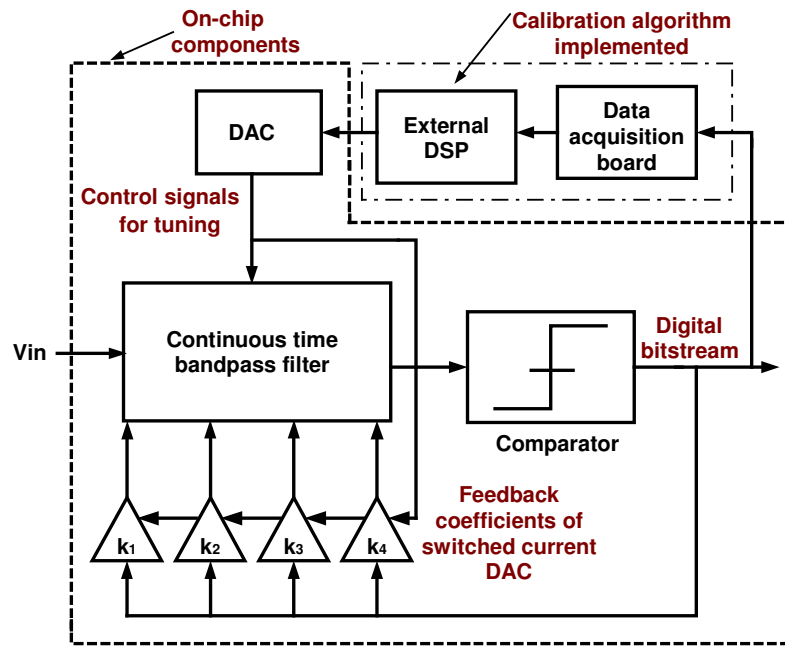 On-chip
components
Calibration algorithm
implemented
DAC
External
DSP
Data
acquisition
board
Control signals
for tuning
Vin
Continuous time
bandpass filter
Digital
bitstream
Comparator
k1
k2
k3
k4
Feedback
coefficients of
switched current
DAC